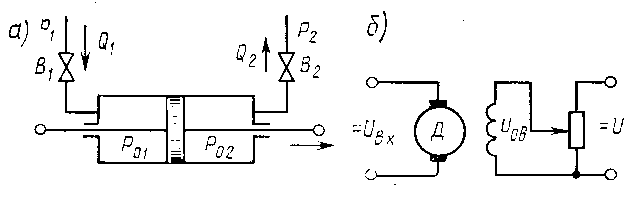 а) P₁ Q₁ B₁ P₂ Q₂ B₂
P₀₁ P₀₂
б) =Uвх Д Uов =U